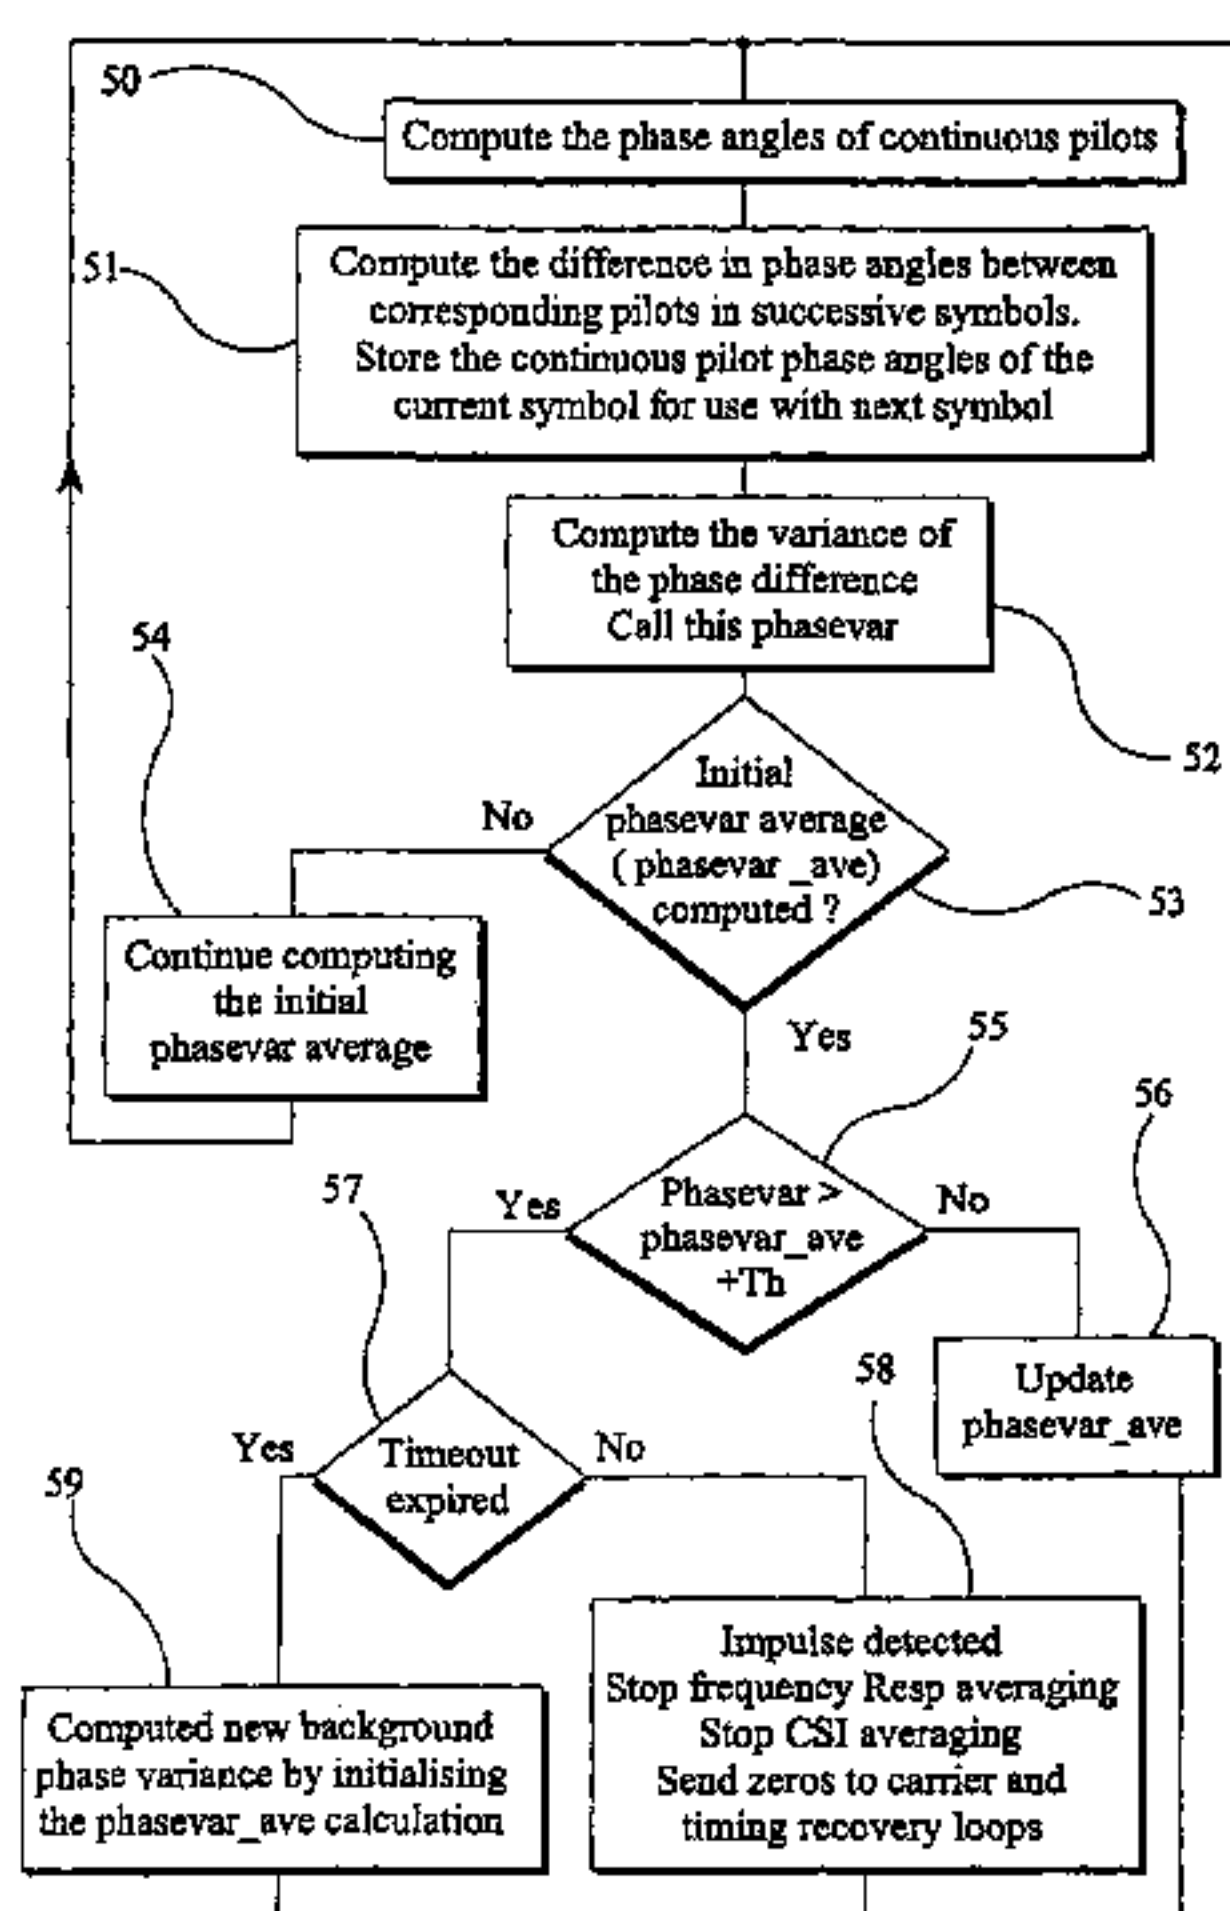 50
Compute the phase angles of continuous pilots
51
Compute the difference in phase angles between
corresponding pilots in successive symbols.
Store the continuous pilot phase angles of the
current symbol for use with next symbol
Compute the variance of
the phase difference
Call this phasevar
52
54
No
Initial
phasevar average
( phasevar _ave)
computed ?
53
Continue computing
the initial
phasevar average
Yes
55
56
57
Yes
Phasevar >
phasevar_ave
+Th
No
58
Update
phasevar_ave
Yes
Timeout
expired
No
59
Impulse detected
Stop frequency Resp averaging
Stop CSI averaging
Send zeros to carrier and
timing recovery loops
Computed new background
phase variance by initialising
the phasevar_ave calculation